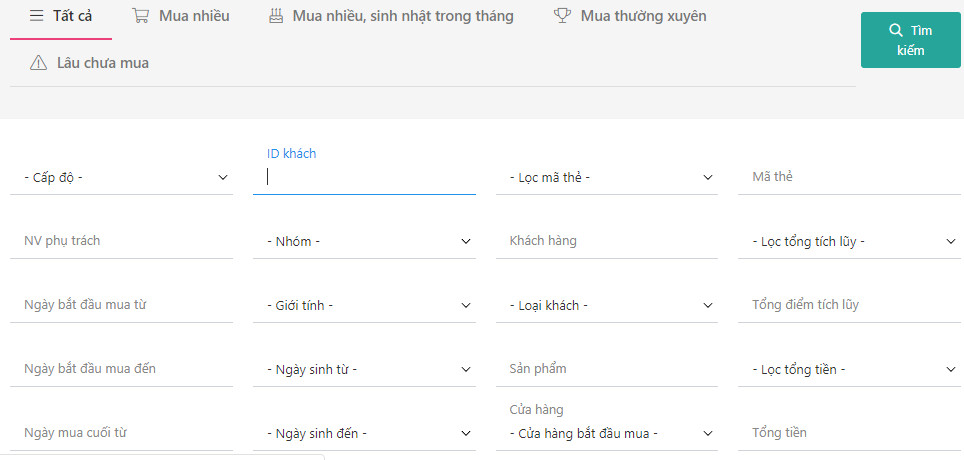 Tất cả
Mua nhiều
Mua nhiều, sinh nhật trong tháng
Mua thường xuyên
Tìm
kiếm
Lâu chưa mua
ID khách
- Cấp độ -
- Lọc mã thẻ -
Mã thẻ
NV phụ trách
- Nhóm -
Khách hàng
- Lọc tổng tích lũy -
Ngày bắt đầu mua từ
- Giới tính -
- Loại khách -
Tổng điểm tích lũy
Ngày bắt đầu mua đến
- Ngày sinh từ -
Sản phẩm
- Lọc tổng tiền -
Cửa hàng
Ngày mua cuối từ
- Ngày sinh đến -
- Cửa hàng bắt đầu mua -
Tổng tiền